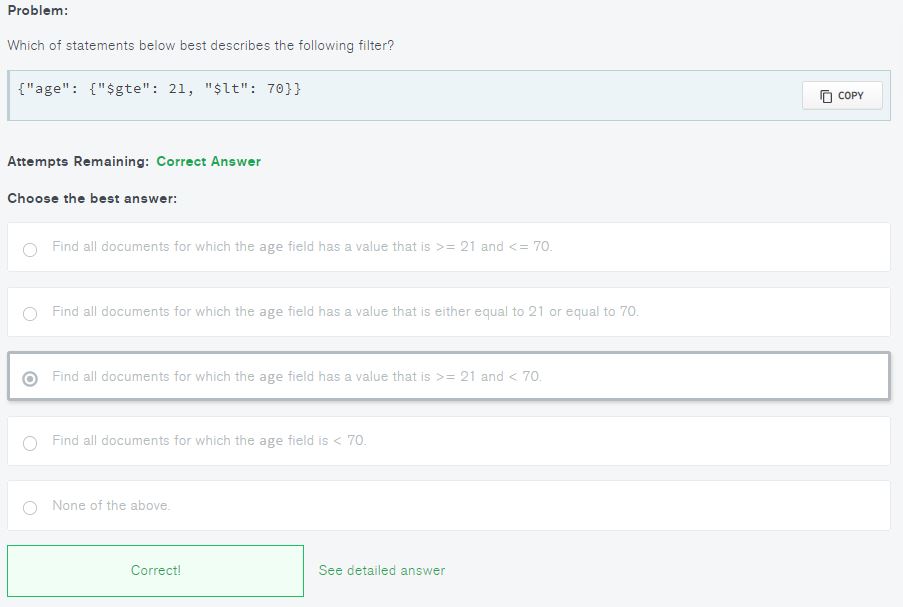 Problem:
Which of statements below best describes the following filter?
{"age": {"$gte": 21, "$lt": 70}}
COPY
Attempts Remaining: Correct Answer
Choose the best answer:
Find all documents for which the age field has a value that is >= 21 and <= 70.
Find all documents for which the age field has a value that is either equal to 21 or equal to 70.
Find all documents for which the age field has a value that is >= 21 and < 70.
Find all documents for which the age field is < 70.
None of the above.
Correct! See detailed answer